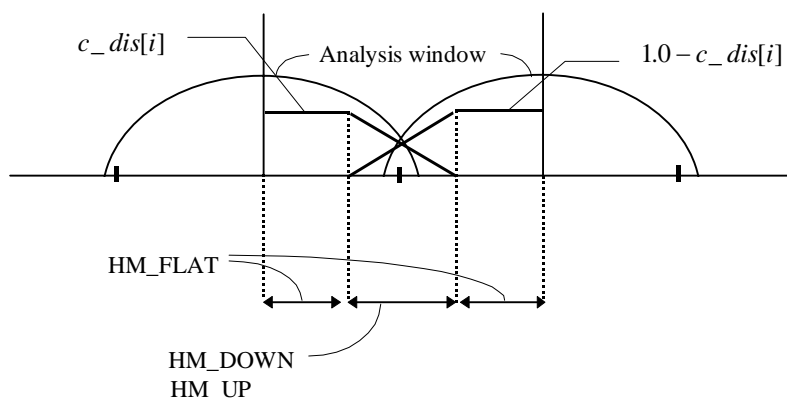 c_dis[i]
Analysis window
1.0 − c_dis[i]
HM_FLAT
HM_DOWN
HM_UP